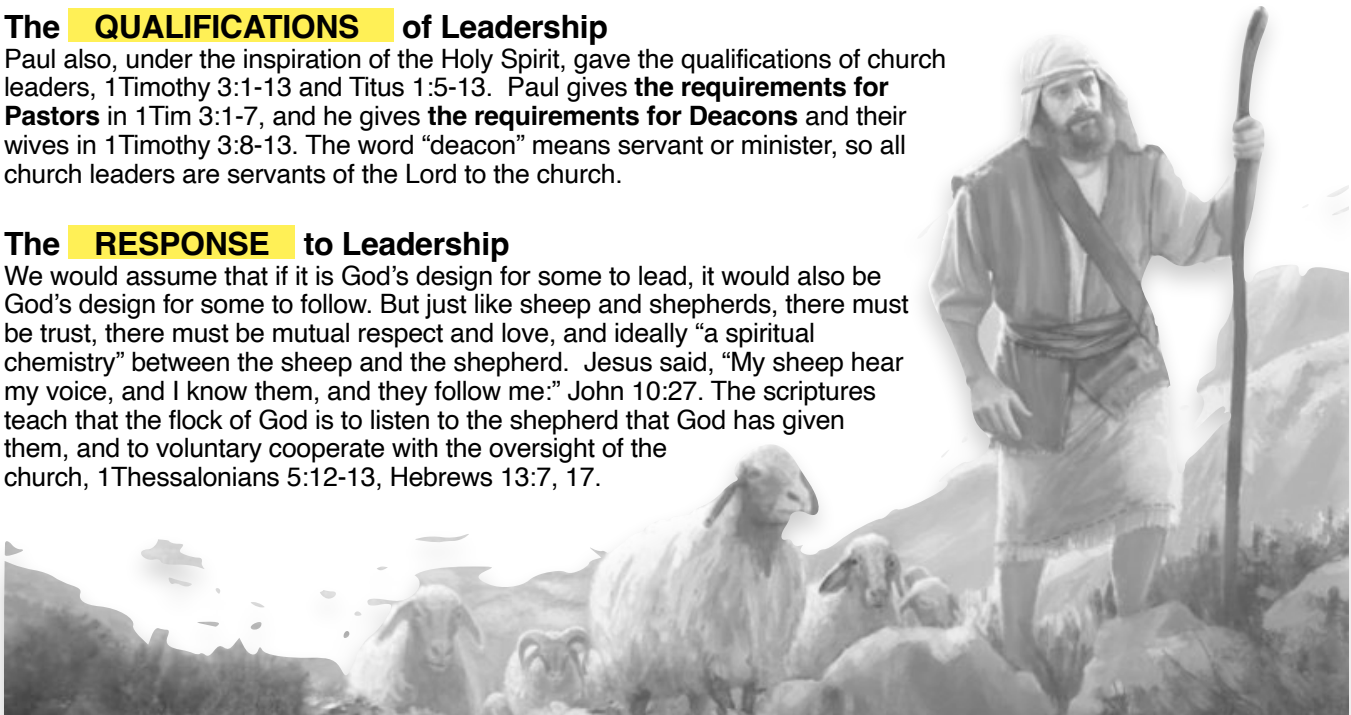 The QUALIFICATIONS of Leadership
Paul also, under the inspiration of the Holy Spirit, gave the qualifications of church
leaders, 1Timothy 3:1-13 and Titus 1:5-13.  Paul gives the requirements for
Pastors in 1Tim 3:1-7, and he gives the requirements for Deacons and their
wives in 1Timothy 3:8-13. The word “deacon” means servant or minister, so all
church leaders are servants of the Lord to the church.
The RESPONSE to Leadership
We would assume that if it is God’s design for some to lead, it would also be
God’s design for some to follow. But just like sheep and shepherds, there must
be trust, there must be mutual respect and love, and ideally “a spiritual
chemistry” between the sheep and the shepherd.  Jesus said, “My sheep hear
my voice, and I know them, and they follow me:” John 10:27. The scriptures
teach that the flock of God is to listen to the shepherd that God has given
them, and to voluntary cooperate with the oversight of the
church, 1Thessalonians 5:12-13, Hebrews 13:7, 17.